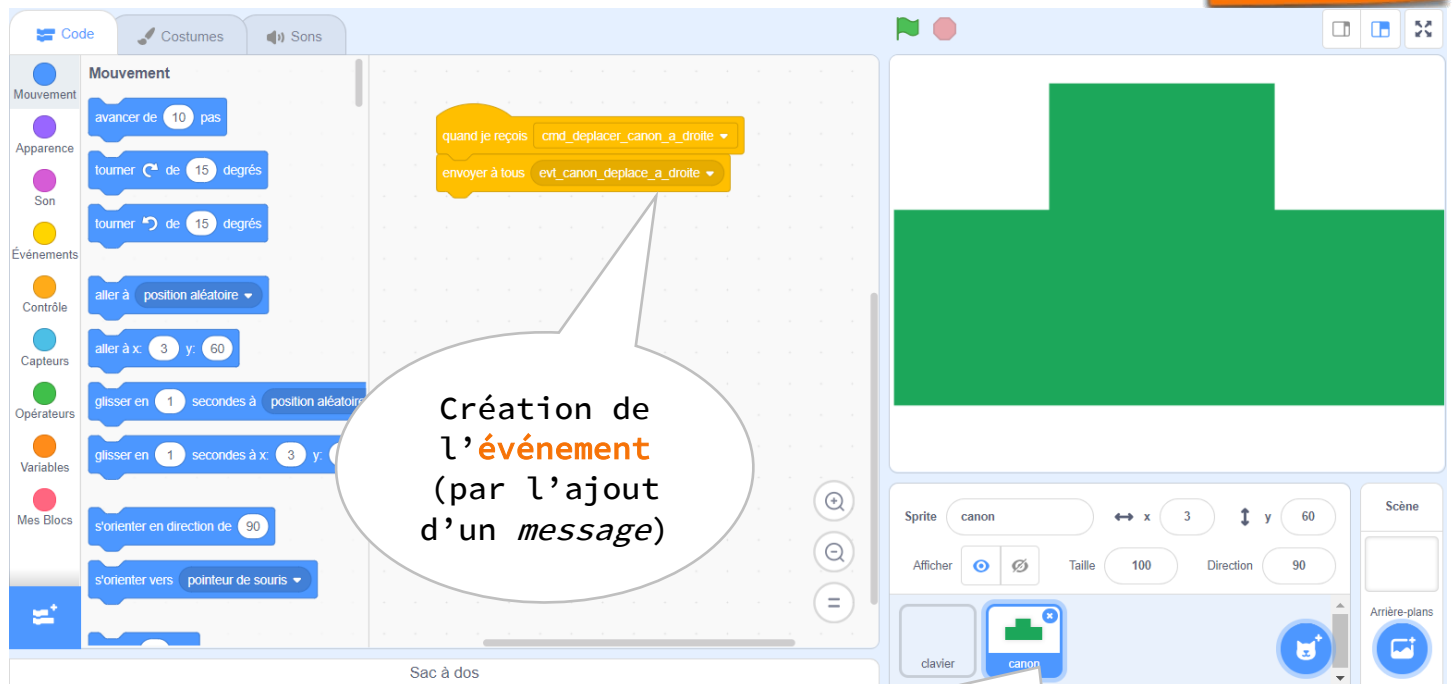 Code
Costumes
Sons
Mouvement
Apparence
Son
Événements
Contrôle
Capteurs
Opérateurs
Variables
Mes Blocs
Mouvement
avancer de 10 pas
tourner de 15 degrés
tourner de 15 degrés
aller à position aléatoire
aller à x: 3 y: 60
glisser en 1 secondes à position aléatoire
glisser en 1 secondes à x: 3 y:
s'orienter en direction de 90
s'orienter vers pointeur de souris
quand je reçois cmd_deplacer_canon_a_droite
envoyer à tous evt_canon_deplace_a_droite
Création de
l’événement
(par l’ajout
d’un message)
Sac à dos
Sprite canon x 3 y 60
Afficher Taille 100 Direction 90
clavier
canon
Scène
Arrière-plans